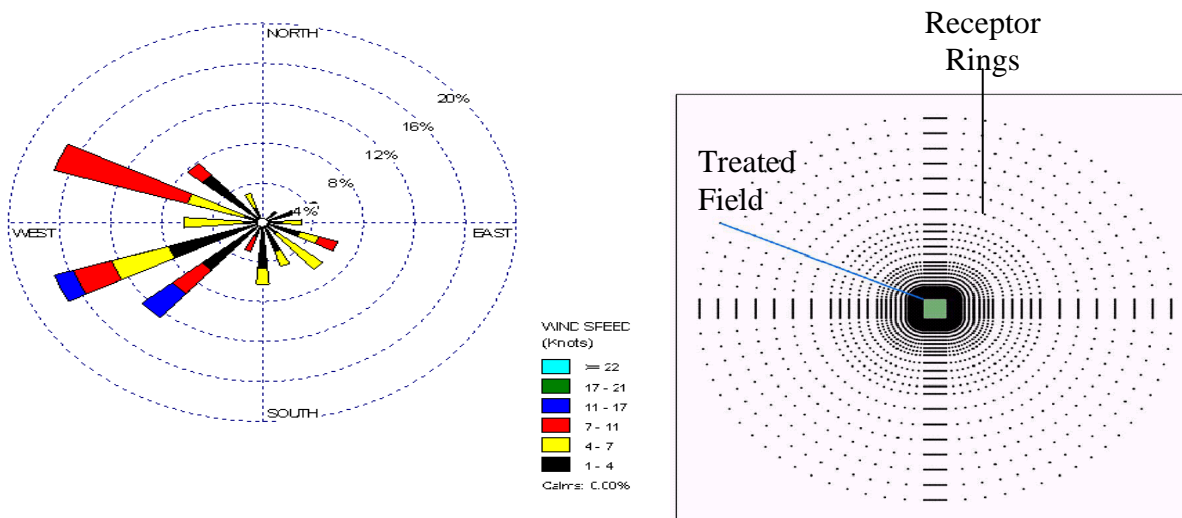 NORTH
20%
16%
12%
8%
4%
WEST
EAST
SOUTH
WIND SPEED
(Knots)
>= 22
17 - 21
11 - 17
7 - 11
4 - 7
1 - 4
Calms: 0.00%
Receptor
Rings
Treated
Field